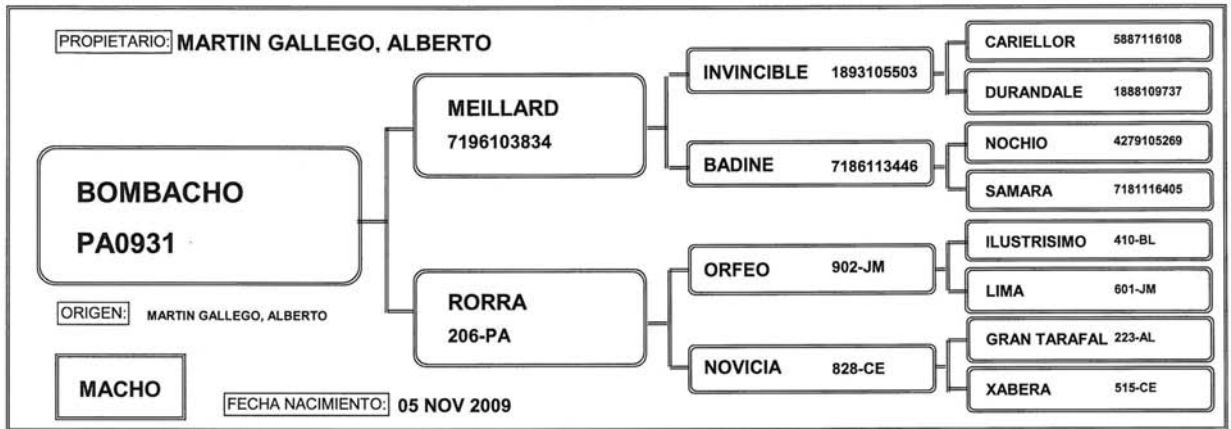 PROPIETARIO: MARTIN GALLEGO, ALBERTO
BOMBACHO
PA0931
ORIGEN: MARTIN GALLEGO, ALBERTO
MACHO
FECHA NACIMIENTO: 05 NOV 2009
MEILLARD
7196103834
RORRA
206-PA
INVINCIBLE 1893105503
BADINE 7186113446
ORFEO 902-JM
NOVICIA 828-CE
CARIELLOR 5887116108
DURANDALE 1888109737
NOCHIO 4279105269
SAMARA 7181116405
ILUSTRISIMO 410-BL
LIMA 601-JM
GRAN TARAFAL 223-AL
XABERA 515-CE